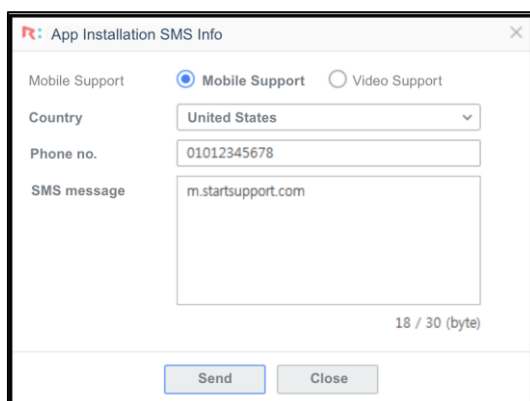 App Installation SMS Info
Mobile Support Mobile Support Video Support
Country United States
Phone no. 01012345678
SMS message m.startsupport.com
18 / 30 (byte)
Send Close